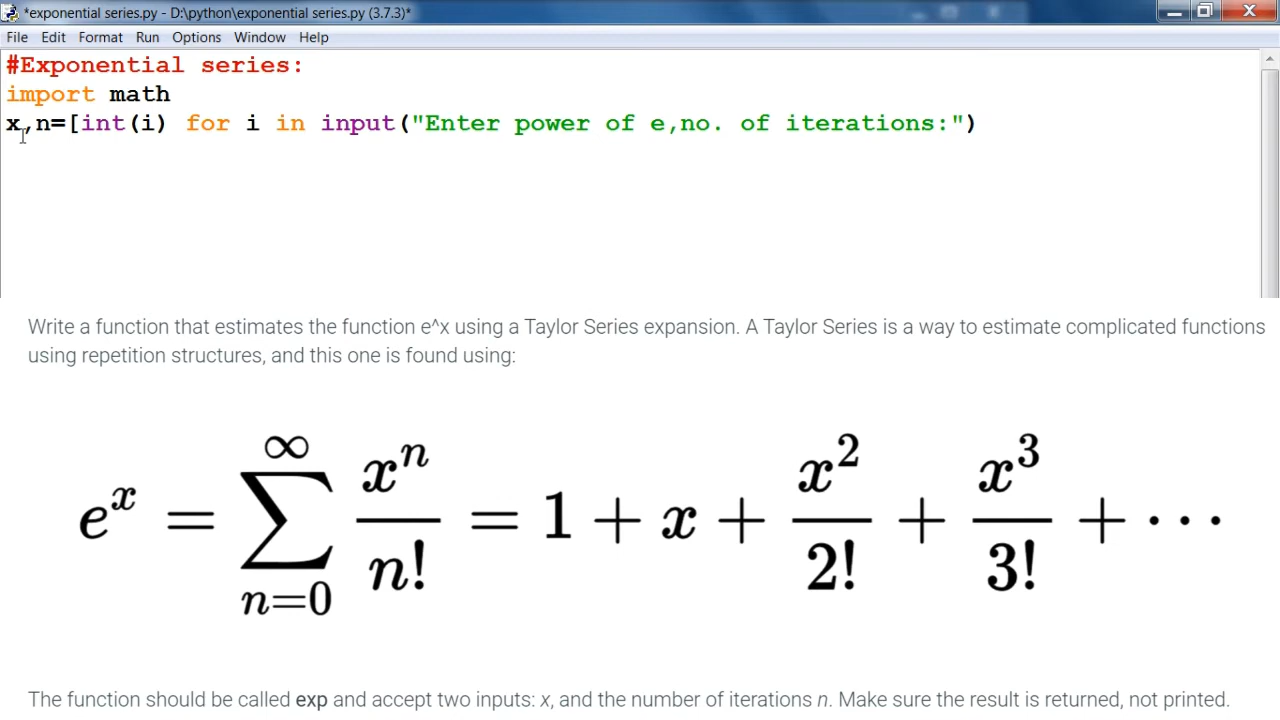 *exponential series.py - D:\python\exponential series.py (3.7.3)*
File Edit Format Run Options Window Help
#Exponential series:
import math
x,n=[int(i) for i in input("Enter power of e,no. of iterations:")
Write a function that estimates the function e^x using a Taylor Series expansion. A Taylor Series is a way to estimate complicated functions
using repetition structures, and this one is found using:
e^x = ∑_{n=0}^{∞} x^n/n! = 1 + x + x^2/2! + x^3/3! + ···
The function should be called exp and accept two inputs: x, and the number of iterations n. Make sure the result is returned, not printed.